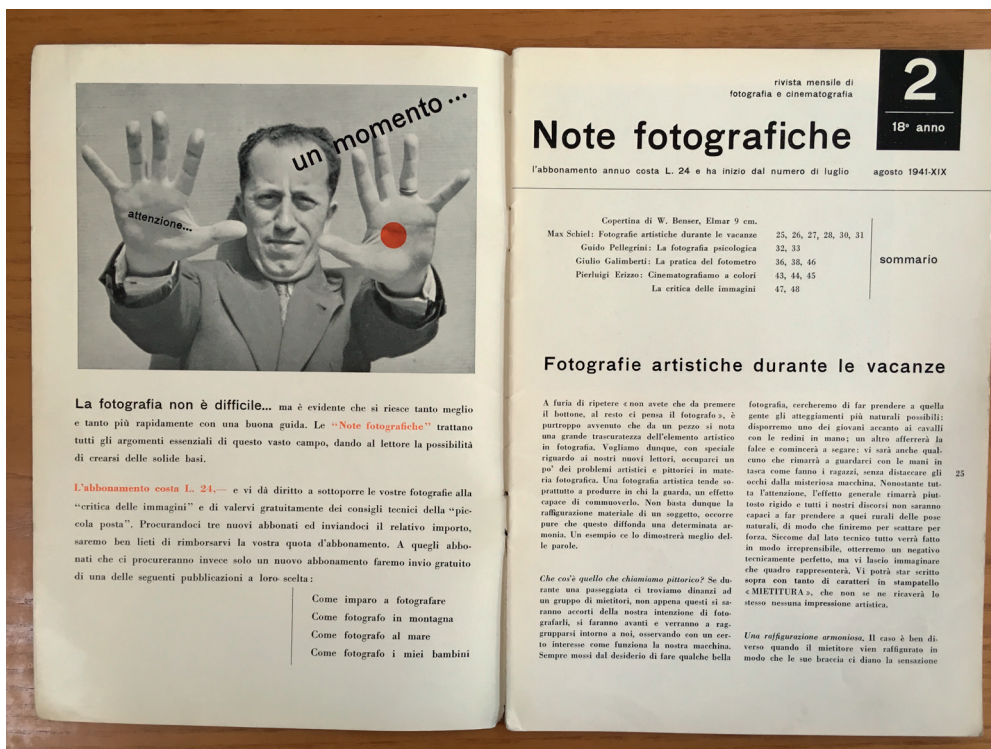 attenzione...
un momento...
La fotografia non è difficile... ma è evidente che si riesce tanto meglio
e tanto più rapidamente con una buona guida. Le "Note fotografiche" trattano
tutti gli argomenti essenziali di questo vasto campo, dando al lettore la possibilità
di crearsi delle solide basi.
L'abbonamento costa L. 24.— e vi dà diritto a sottoporre le vostre fotografie alla
"critica delle immagini" e di valervi gratuitamente dei consigli tecnici della "pic-
cola posta". Procurandoci tre nuovi abbonati ed inviandoci il relativo importo,
saremo ben lieti di rimborsarvi la vostra quota d'abbonamento. A quegli abbo-
nati che ci procureranno invece solo un nuovo abbonamento faremo invio gratuito
di una delle seguenti pubblicazioni a loro scelta:
Come imparo a fotografare
Come fotografo in montagna
Come fotografo al mare
Come fotografo i miei bambini
rivista mensile di
fotografia e cinematografia
2
18° anno
Note fotografiche
l'abbonamento annuo costa L. 24 e ha inizio dal numero di luglio
agosto 1941-XIX
Copertina di W. Benser, Elmar 9 cm.
Max Schiel: Fotografie artistiche durante le vacanze 25, 26, 27, 28, 30, 31
Guido Pellegrini: La fotografia psicologica 32, 33
Giulio Galimberti: La pratica del fotometro 36, 38, 46
Pierluigi Erizzo: Cinematografiamo a colori 43, 44, 45
La critica delle immagini 47, 48
sommario
Fotografie artistiche durante le vacanze
A furia di ripetere «non avete che da premere
il bottone, al resto ci pensa il fotografo», è
purtroppo avvenuto che da un pezzo si nota
una grande trascuratezza dell'elemento artistico
in fotografia. Vogliamo dunque, con speciale
riguardo ai nostri nuovi lettori, occuparci un
po' dei problemi artistici e pittorici in mate-
ria fotografica. Una fotografia artistica tende so-
prattutto a produrre in chi la guarda, un effetto
capace di commuoverlo. Non basta dunque la
raffigurazione materiale di un soggetto, occorre
pure che questo diffonda una determinata ar-
monia. Un esempio ce lo dimostrerà meglio del-
le parole.
Che cos'è quello che chiamiamo pittorico? Se du-
rante una passeggiata ci troviamo dinanzi ad
un gruppo di mietitori, non appena questi si sa-
ranno accorti della nostra intenzione di foto-
grafarli, si faranno avanti e verranno a rag-
grupparsi intorno a noi, osservando con un cer-
to interesse come funziona la nostra macchina.
Sempre mossi dal desiderio di fare qualche bella
fotografia, cercheremo di far prendere a quella
gente gli atteggiamenti più naturali possibili:
disporremo uno dei giovani accanto ai cavalli
con le redini in mano; un altro afferrerà la
falce e comincerà a segare; vi sarà anche qual-
cuno che rimarrà a guardarci con le mani in
tasca come fanno i ragazzi, senza distaccare gli
occhi dalla misteriosa macchina. Nonostante tut-
ta l'attenzione, l'effetto generale rimarrà piut-
tosto rigido e tutti i nostri discorsi non saranno
capaci a far prendere a quei rurali delle pose
naturali, di modo che finiremo per scattare per
forza. Siccome dal lato tecnico tutto verrà fatto
in modo irreprensibile, otterremo un negativo
tecnicamente perfetto, ma vi lascio immaginare
che quadro rappresenterà. Vi potrà star scritto
sopra con tanto di caratteri in stampatello
«MIETITURA», che non se ne ricaverà lo
stesso nessuna impressione artistica.
Una raffigurazione armoniosa. Il caso è ben di-
verso quando il mietitore vien raffigurato in
modo che le sue braccia ci diano la sensazione
25